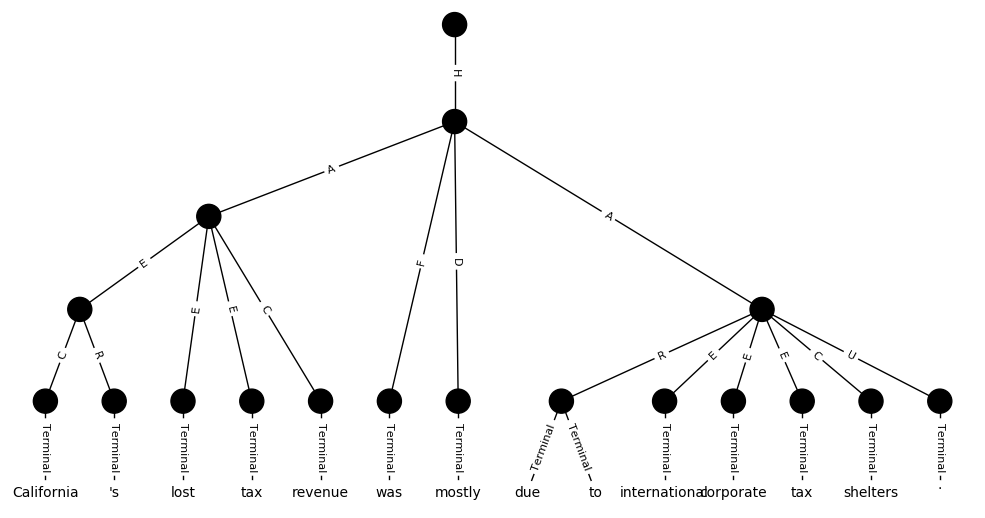 H
A
A
E
F
D
E
E
C
C
R
R
E
E
E
C
U
Terminal Terminal Terminal Terminal Terminal Terminal Terminal Terminal Terminal Terminal Terminal Terminal Terminal Terminal
California 's lost tax revenue was mostly due to international corporate tax shelters .